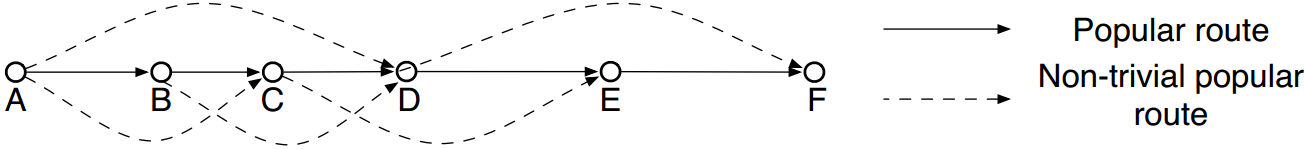 A B C D E F
Popular route
Non-trivial popular
route